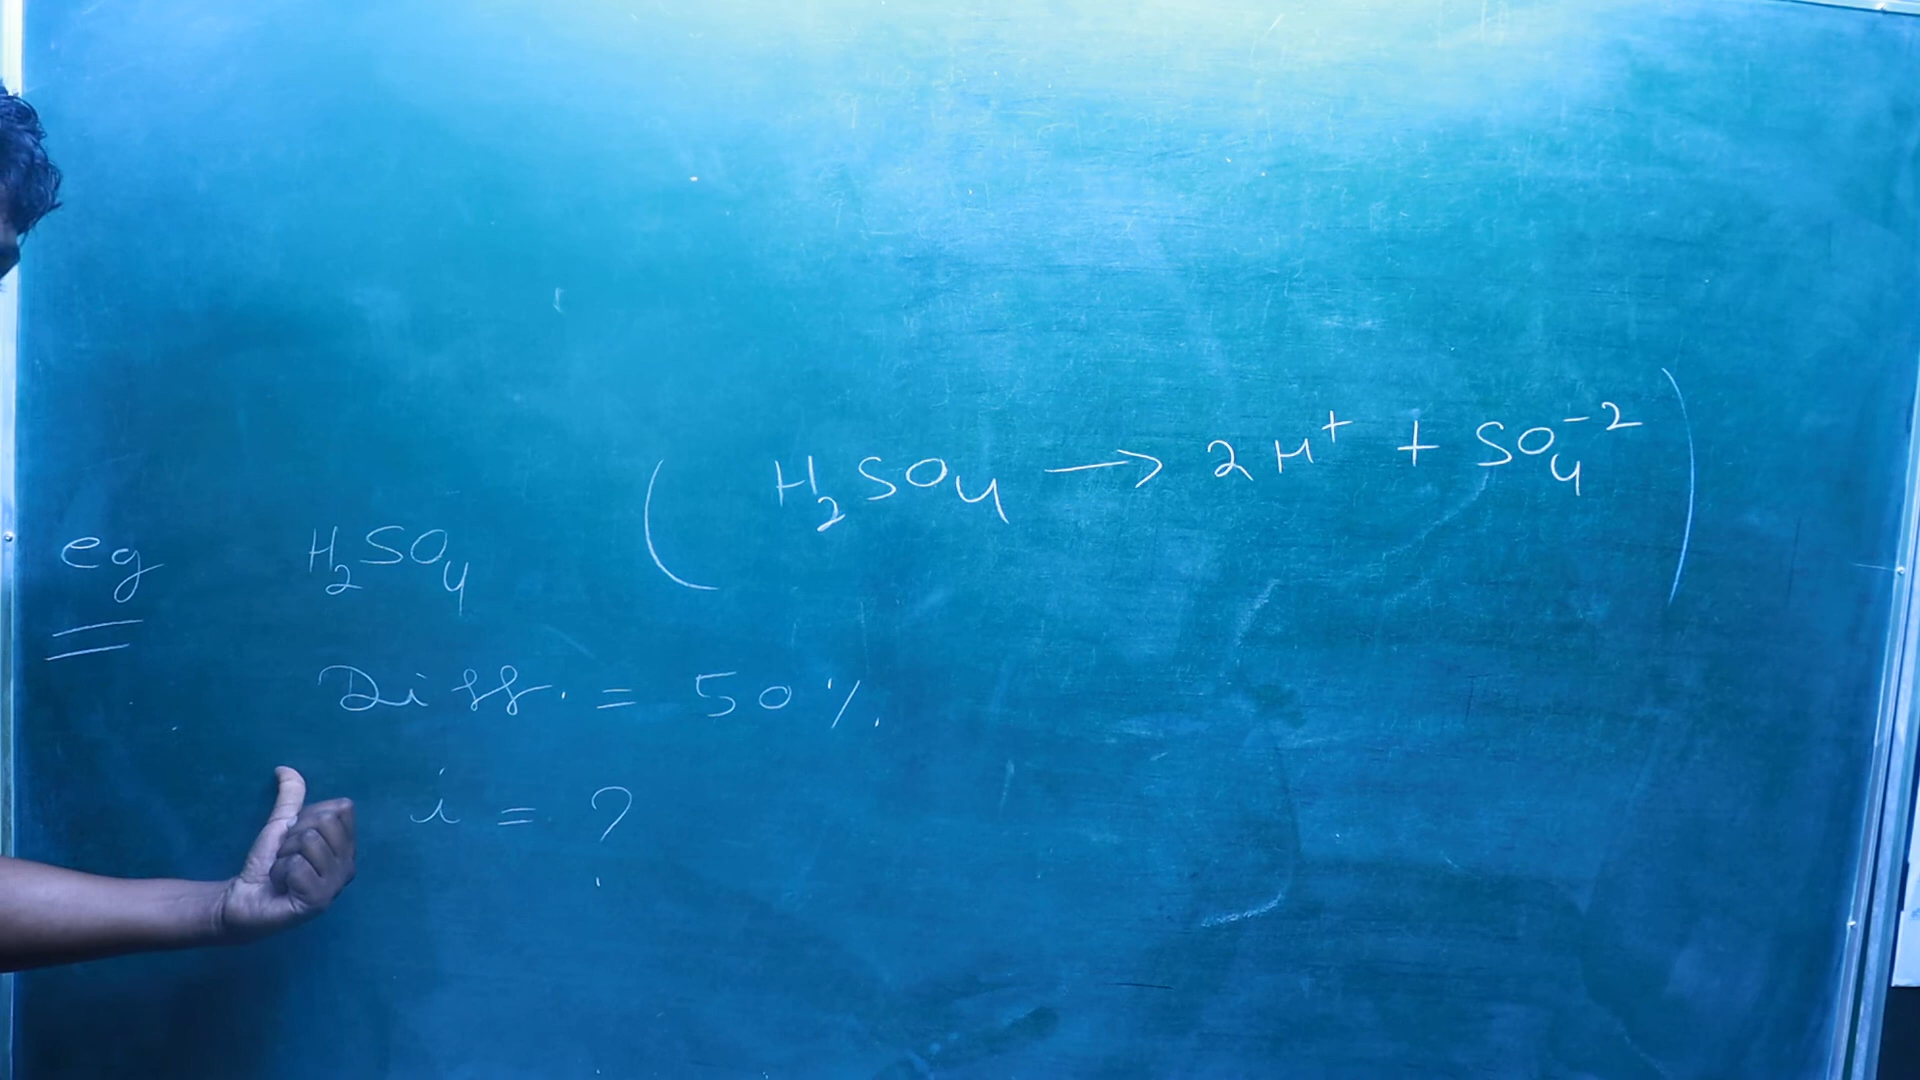 ( H₂SO₄ → 2H⁺ + SO₄⁻² )
eg H₂SO₄
Diss. = 50%.
i = ?